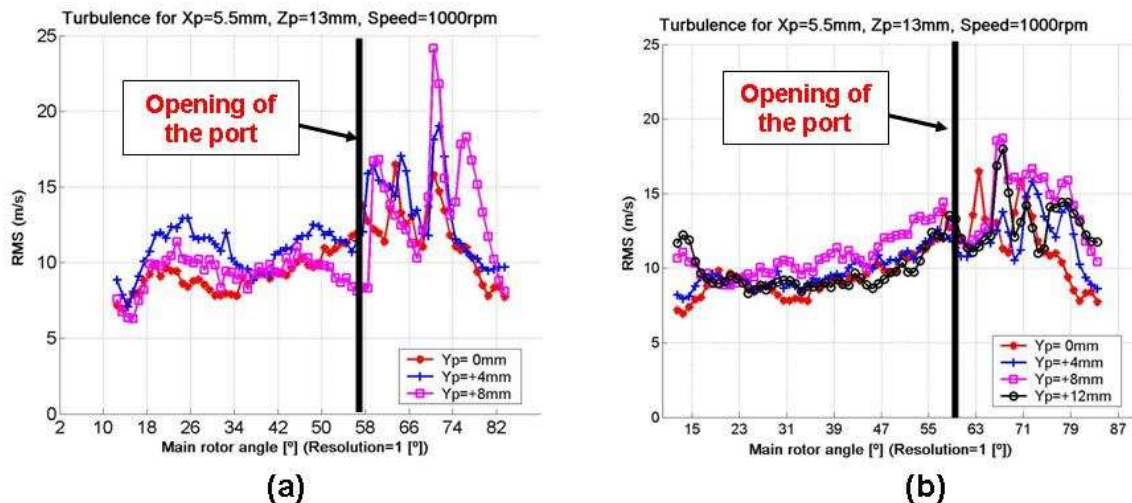 Turbulence for Xp=5.5mm, Zp=13mm, Speed=1000rpm
25
20
15
10
5
0
RMS (m/s)
Opening of
the port
Yp= 0mm
Yp=+4mm
Yp=+8mm
2 10 18 26 34 42 50 58 66 74 82
Main rotor angle [º] (Resolution=1 [º])
(a)
Turbulence for Xp=5.5mm, Zp=13mm, Speed=1000rpm
25
20
15
10
5
0
RMS (m/s)
Opening of
the port
Yp= 0mm
Yp=+4mm
Yp=+8mm
Yp=+12mm
15 23 31 39 47 55 63 71 79 87
Main rotor angle [º] (Resolution=1 [º])
(b)